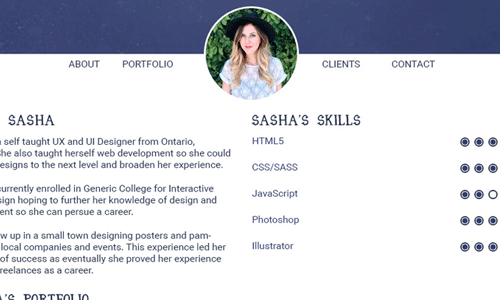 ABOUT PORTFOLIO CLIENTS CONTACT
SASHA
self taught UX and UI Designer from Ontario,
She also taught herself web development so she could
designs to the next level and broaden her experience.
currently enrolled in Generic College for Interactive
sign hoping to further her knowledge of design and
ent so she can persue a career.
w up in a small town designing posters and pam-
local companies and events. This experience led her
of success as eventually she proved her experience
reelances as a career.
'S PORTFOLIO
SASHA'S SKILLS
HTML5
CSS/SASS
JavaScript
Photoshop
Illustrator